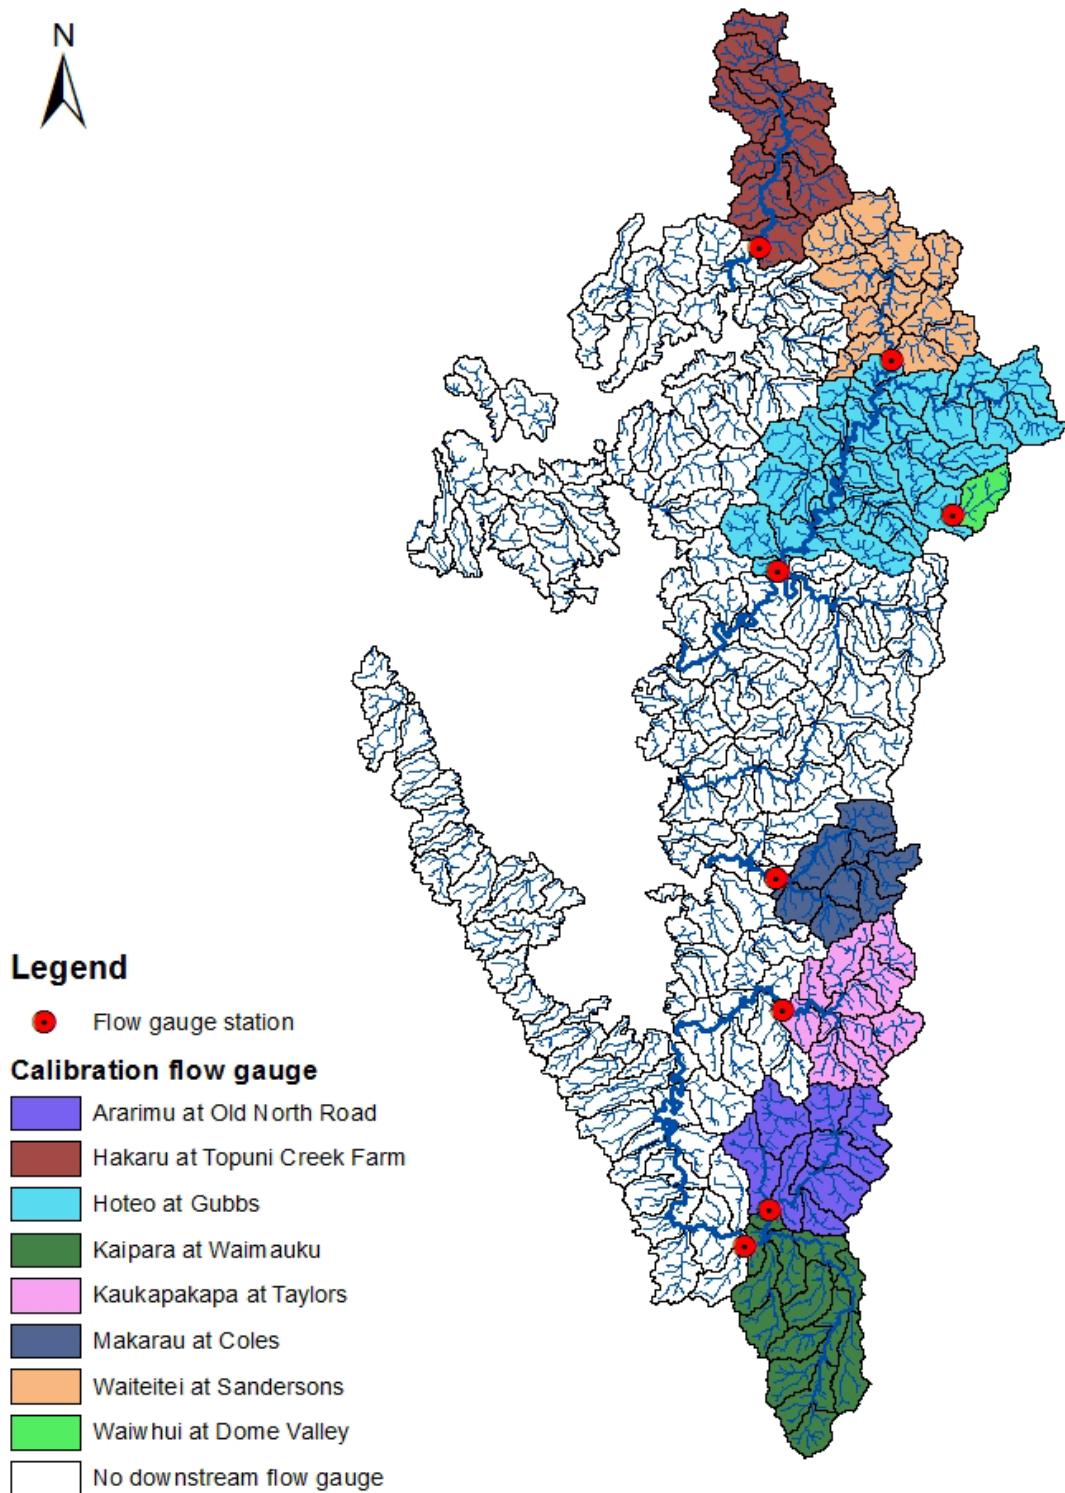 N
Legend
Flow gauge station
Calibration flow gauge
Ararimu at Old North Road
Hakaru at Topuni Creek Farm
Hoteo at Gubbs
Kaipara at Waimauku
Kaukapakapa at Taylors
Makarau at Coles
Waiteitei at Sandersons
Waiwhui at Dome Valley
No downstream flow gauge